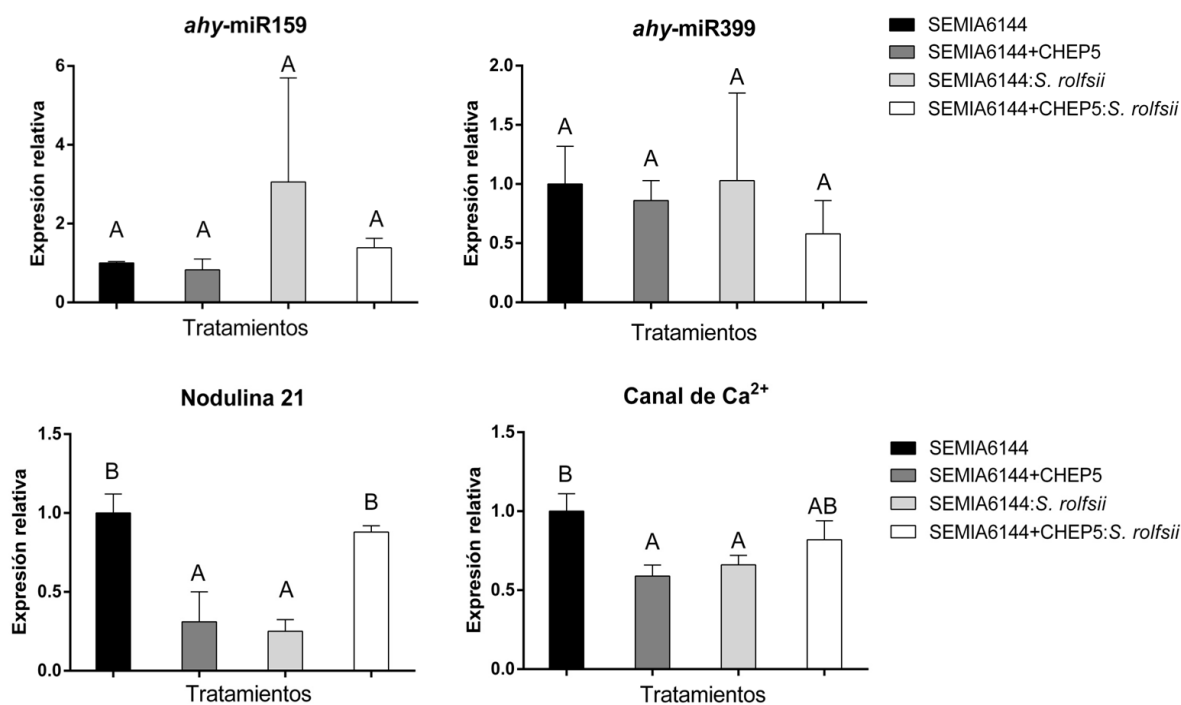 ahy-miR159
Expresión relativa
6
4
2
0
A
A
A
A
Tratamientos
ahy-miR399
Expresión relativa
2.0
1.5
1.0
0.5
0.0
A
A
A
A
Tratamientos
SEMIA6144
SEMIA6144+CHEP5
SEMIA6144:S. rolfsii
SEMIA6144+CHEP5:S. rolfsii
Nodulina 21
Expresión relativa
1.5
1.0
0.5
0.0
B
A
A
B
Tratamientos
Canal de Ca²⁺
Expresión relativa
1.5
1.0
0.5
0.0
B
A
A
AB
Tratamientos
SEMIA6144
SEMIA6144+CHEP5
SEMIA6144:S. rolfsii
SEMIA6144+CHEP5:S. rolfsii